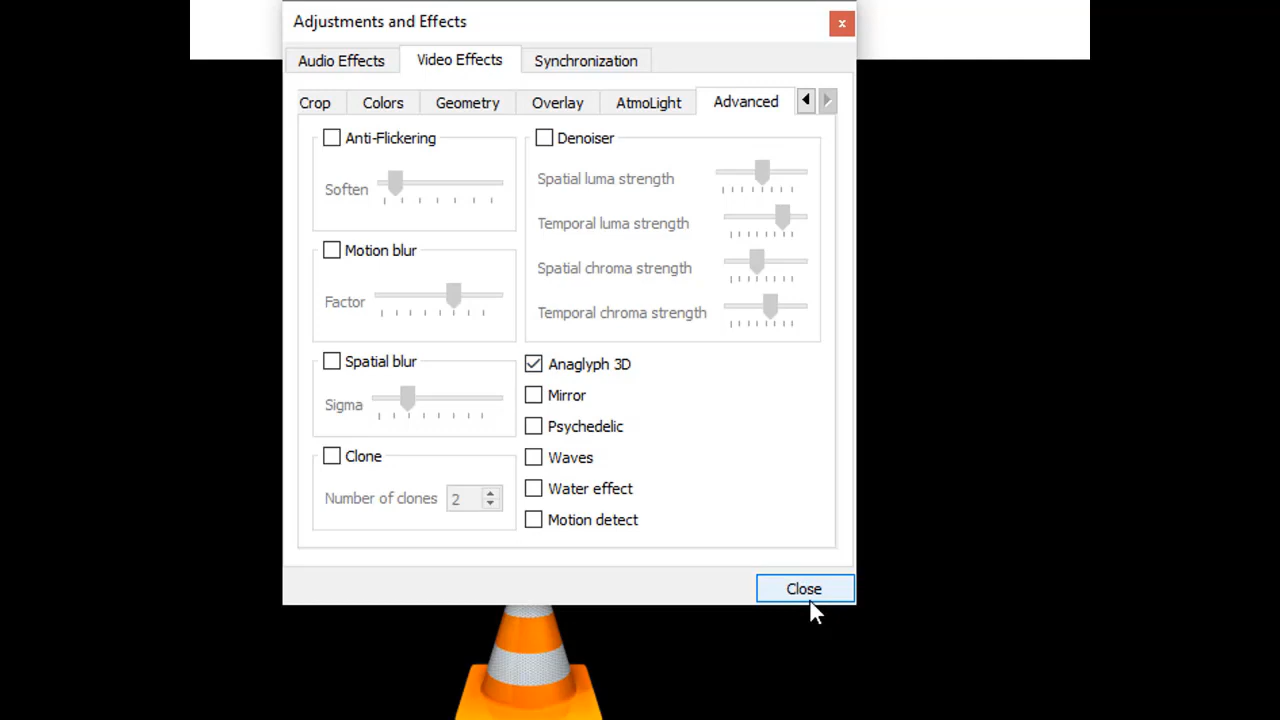 Adjustments and Effects
x
Audio Effects
Video Effects
Synchronization
Crop
Colors
Geometry
Overlay
AtmoLight
Advanced
Anti-Flickering
Soften
Motion blur
Factor
Spatial blur
Sigma
Clone
Number of clones 2
Denoiser
Spatial luma strength
Temporal luma strength
Spatial chroma strength
Temporal chroma strength
Anaglyph 3D
Mirror
Psychedelic
Waves
Water effect
Motion detect
Close